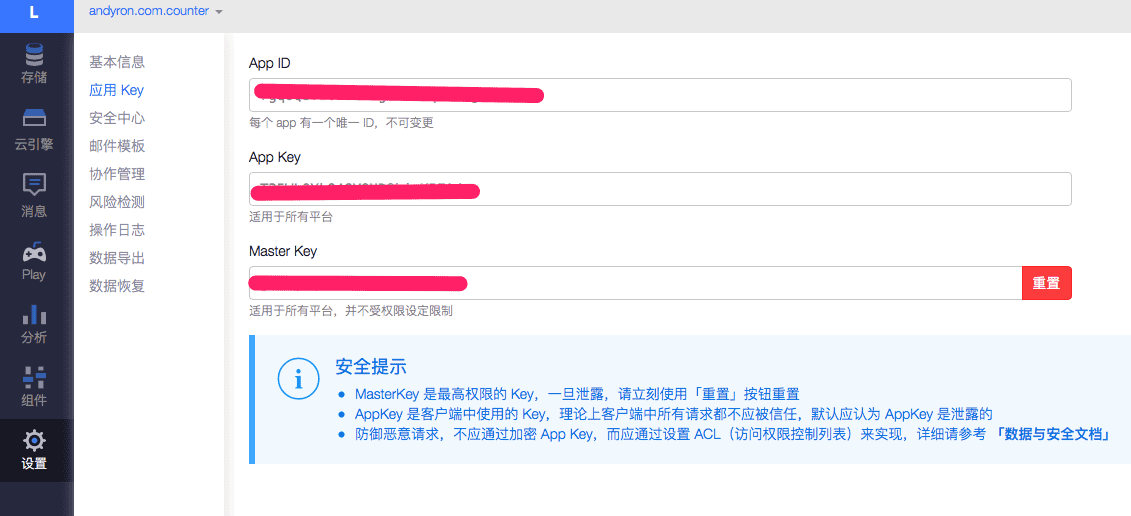 L
andyron.com.counter
存储
云引擎
消息
Play
分析
组件
设置
基本信息
应用 Key
安全中心
邮件模板
协作管理
风险检测
操作日志
数据导出
数据恢复
App ID
每个 app 有一个唯一 ID，不可变更
App Key
适用于所有平台
Master Key
重置
适用于所有平台，并不受权限设定限制
安全提示
MasterKey 是最高权限的 Key，一旦泄露，请立刻使用「重置」按钮重置
AppKey 是客户端中使用的 Key，理论上客户端中所有请求都不应被信任，默认应认为 AppKey 是泄露的
防御恶意请求，不应通过加密 App Key，而应通过设置 ACL（访问权限控制列表）来实现，详细请参考 「数据与安全文档」